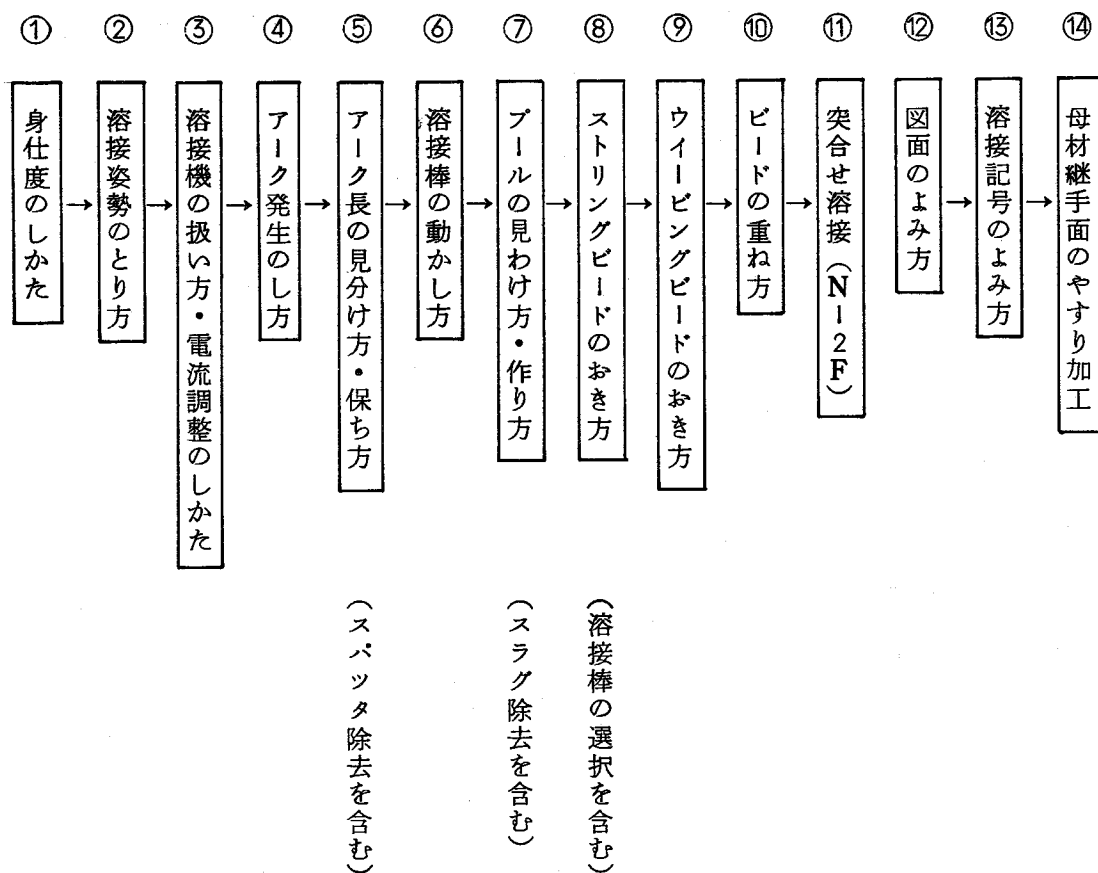 ①
身仕度のしかた
②
溶接姿勢のとり方
③
溶接機の扱い方・電流調整のしかた
④
アーク発生のし方
⑤
アーク長の見分け方・保ち方
(スパッタ除去を含む)
⑥
溶接棒の動かし方
⑦
プールの見わけ方・作り方
(スラグ除去を含む)
⑧
ストリングビードのおき方
(溶接棒の選択を含む)
⑨
ウイービングビードのおき方
⑩
ビードの重ね方
⑪
突合せ溶接(N-2F)
⑫
図面のよみ方
⑬
溶接記号のよみ方
⑭
母材継手面のやすり加工